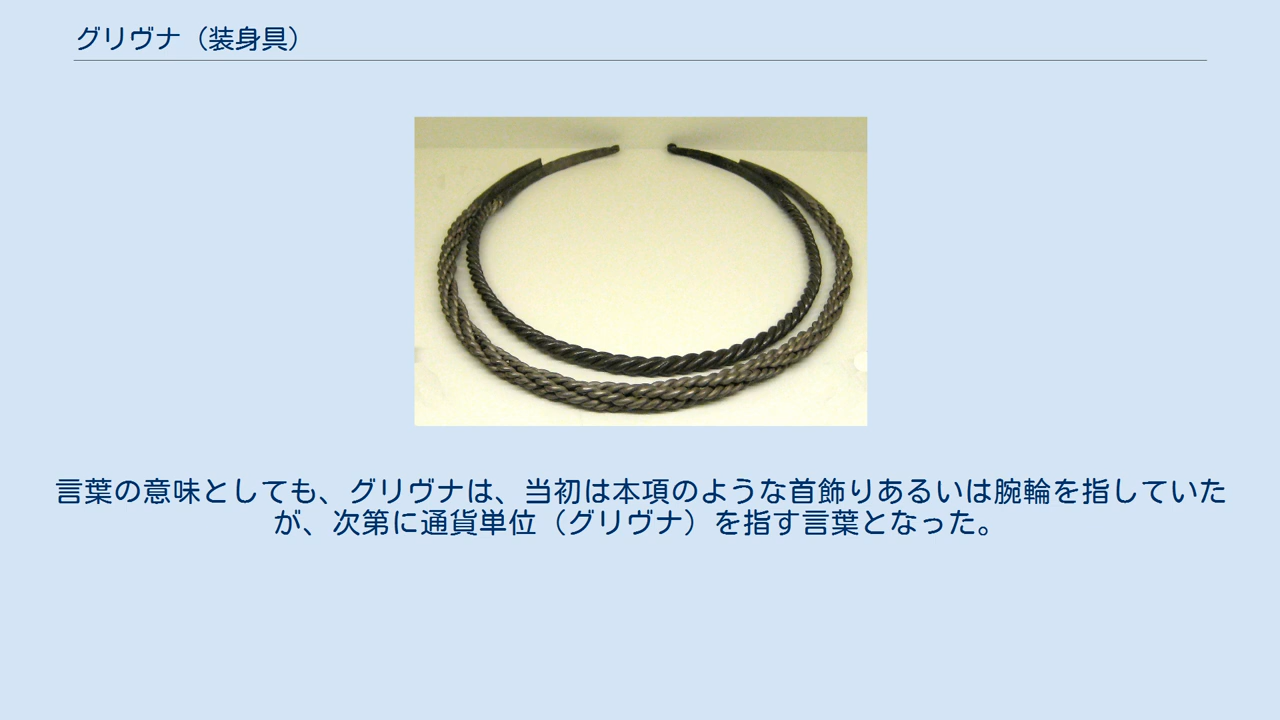 グリヴナ（装身具）
言葉の意味としても、グリヴナは、当初は本項のような首飾りあるいは腕輪を指していた
が、次第に通貨単位（グリヴナ）を指す言葉となった。